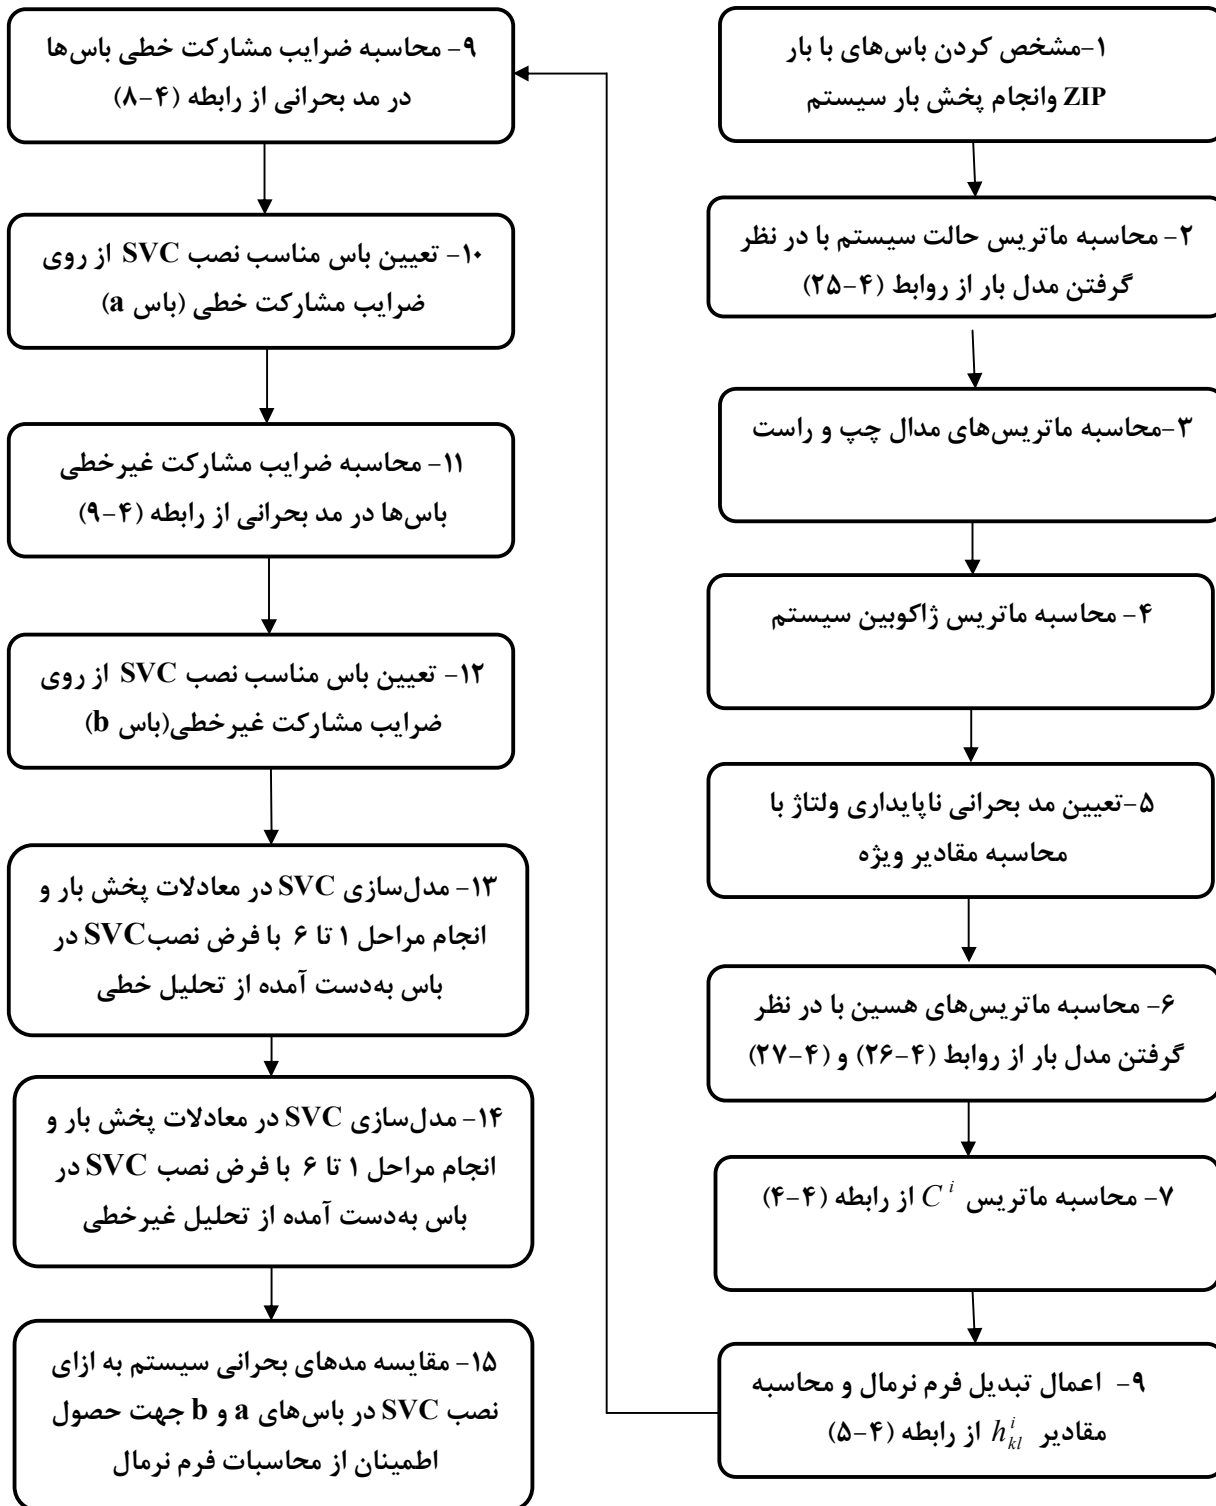 ۱-مشخص کردن باس‌های با بار
ZIP وانجام پخش بار سیستم
۲- محاسبه ماتریس حالت سیستم با در نظر
گرفتن مدل بار از روابط (۴-۲۵)
۳-محاسبه ماتریس‌های مدال چپ و راست
۴- محاسبه ماتریس ژاکوبین سیستم
۵-تعیین مد بحرانی ناپایداری ولتاژ با
محاسبه مقادیر ویژه
۶- محاسبه ماتریس‌های هسین با در نظر
گرفتن مدل بار از روابط (۴-۲۶) و (۴-۲۷)
۷- محاسبه ماتریس C^i از رابطه (۴-۴)
۹- اعمال تبدیل فرم نرمال و محاسبه
مقادیر h_{kl}^i از رابطه (۴-۵)
۹- محاسبه ضرایب مشارکت خطی باس‌ها
در مد بحرانی از رابطه (۴-۸)
۱۰- تعیین باس مناسب نصب SVC از روی
ضرایب مشارکت خطی (باس a)
۱۱- محاسبه ضرایب مشارکت غیرخطی
باس‌ها در مد بحرانی از رابطه (۴-۹)
۱۲- تعیین باس مناسب نصب SVC از روی
ضرایب مشارکت غیرخطی(باس b)
۱۳- مدل‌سازی SVC در معادلات پخش بار و
انجام مراحل ۱ تا ۶ با فرض نصب SVC در
باس به‌دست آمده از تحلیل خطی
۱۴- مدل‌سازی SVC در معادلات پخش بار و
انجام مراحل ۱ تا ۶ با فرض نصب SVC در
باس به‌دست آمده از تحلیل غیرخطی
۱۵- مقایسه مدهای بحرانی سیستم به ازای
نصب SVC در باس‌های a و b جهت حصول
اطمینان از محاسبات فرم نرمال